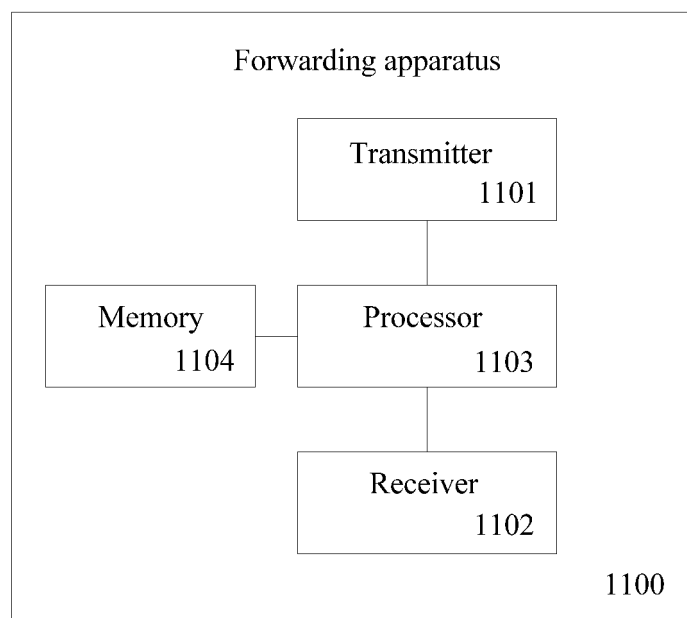 Forwarding apparatus
Transmitter
1101
Memory
1104
Processor
1103
Receiver
1102
1100